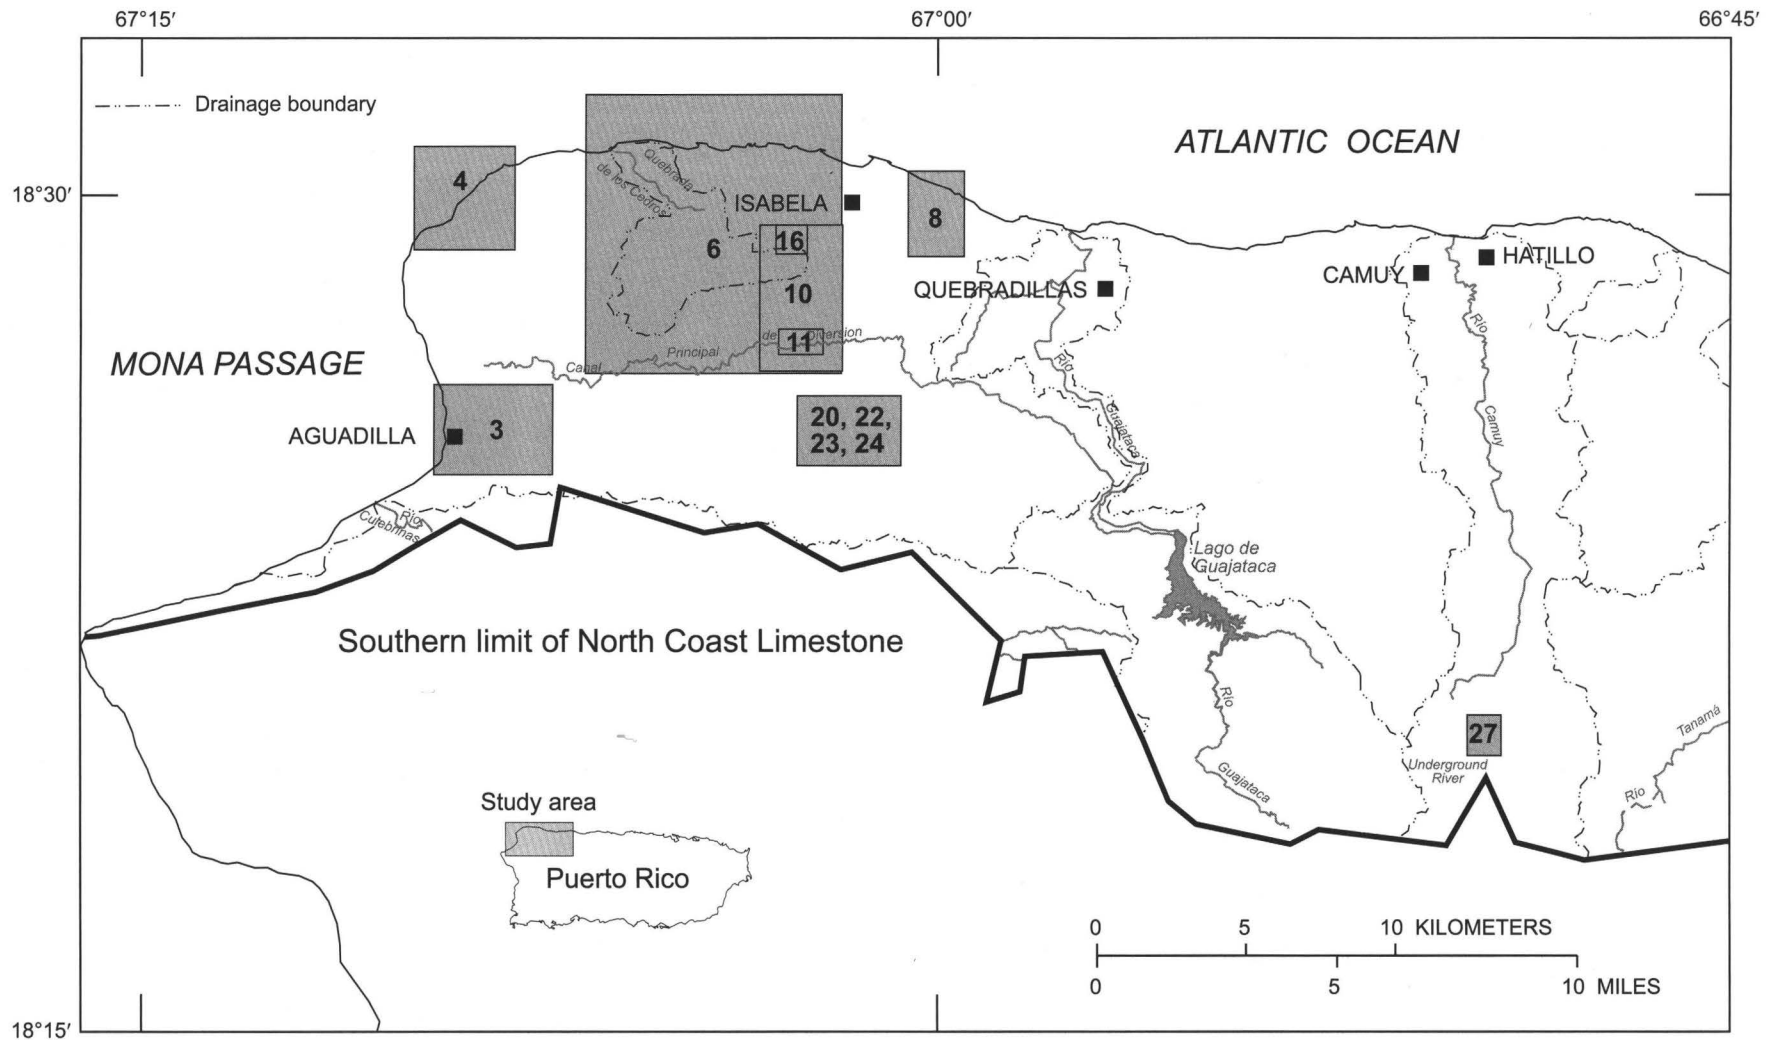 67°15′ 67°00′ 66°45′
Drainage boundary
ATLANTIC OCEAN
18°30′
4
Quebrada
de los Cedros
ISABELA
8
6
16
HATILLO
CAMUY
QUEBRADILLAS
10
Río
11
de Diversion
Principal
Canal
MONA PASSAGE
Río
Guajataca
Camuy
20, 22,
23, 24
AGUADILLA
3
Río
Culebrinas
Lago de
Guajataca
Southern limit of North Coast Limestone
Río
Tanamá
27
Underground
River
Guajataca
Río
Study area
Puerto Rico
0 5 10 KILOMETERS
0 5 10 MILES
18°15′